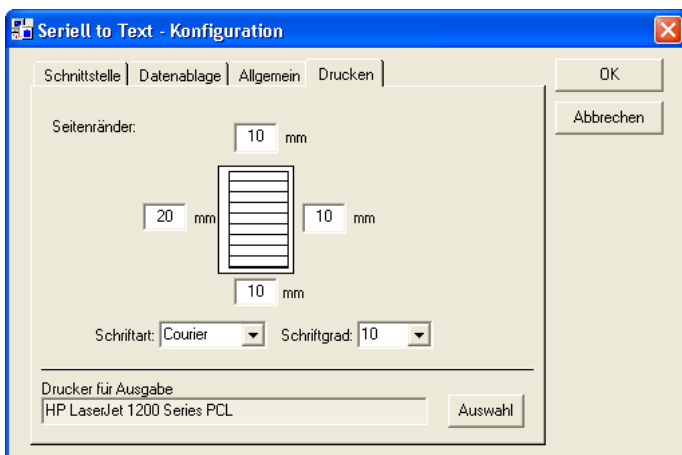 Seriell to Text - Konfiguration
Schnittstelle Datenablage Allgemein Drucken
OK
Abbrechen
Seitenränder:
10 mm
20 mm
10 mm
10 mm
Schriftart: Courier Schriftgrad: 10
Drucker für Ausgabe
HP LaserJet 1200 Series PCL
Auswahl